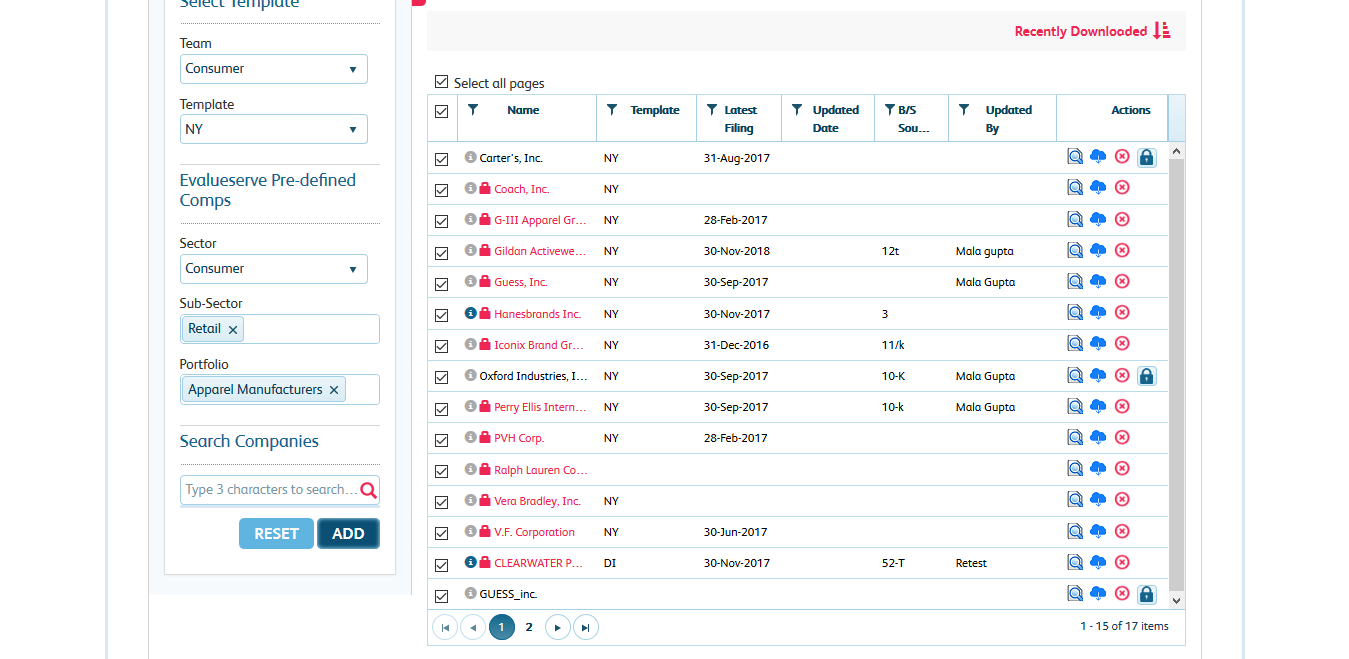 Select Template
Team
Consumer
Template
NY
Evalueserve Pre-defined
Comps
Sector
Consumer
Sub-Sector
Retail ×
Portfolio
Apparel Manufacturers ×
Search Companies
Type 3 characters to search...
RESET ADD
Recently Downloaded
Select all pages
Name Template Latest Filing Updated Date B/S Sou... Updated By Actions
Carter's, Inc. NY 31-Aug-2017
Coach, Inc. NY
G-III Apparel Gr... NY 28-Feb-2017
Gildan Activewe... NY 30-Nov-2018 12t Mala gupta
Guess, Inc. NY 30-Sep-2017 Mala Gupta
Hanesbrands Inc. NY 30-Nov-2017 3
Iconix Brand Gr... NY 31-Dec-2016 11/k
Oxford Industries, I... NY 30-Sep-2017 10-K Mala Gupta
Perry Ellis Intern... NY 30-Sep-2017 10-k Mala Gupta
PVH Corp. NY 28-Feb-2017
Ralph Lauren Co...
Vera Bradley, Inc. NY
V.F. Corporation NY 30-Jun-2017
CLEARWATER P... DI 30-Nov-2017 52-T Retest
GUESS_inc.
1 2
1 - 15 of 17 items